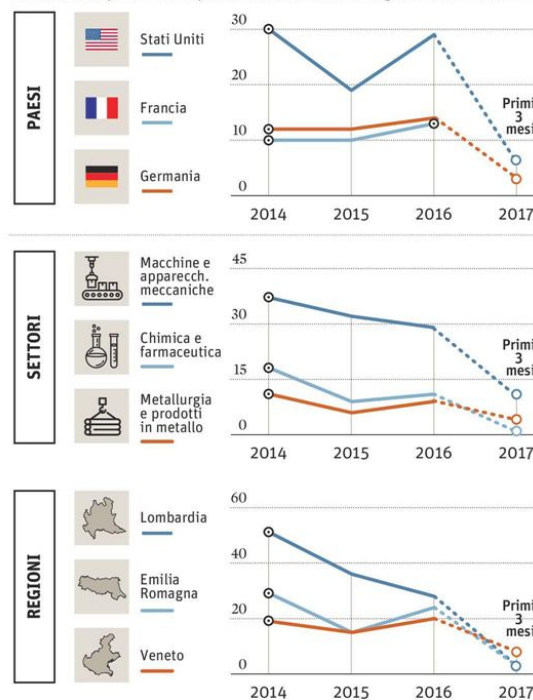 PAESI
Stati Uniti
Francia
Germania
30
20
10
0
Primi
3
mesi
2014 2015 2016 2017
SETTORI
Macchine e
apparecch.
meccaniche
Chimica e
farmaceutica
Metallurgia
e prodotti
in metallo
45
30
15
0
Primi
3
mesi
2014 2015 2016 2017
REGIONI
Lombardia
Emilia
Romagna
Veneto
60
40
20
0
Primi
3
mesi
2014 2015 2016 2017